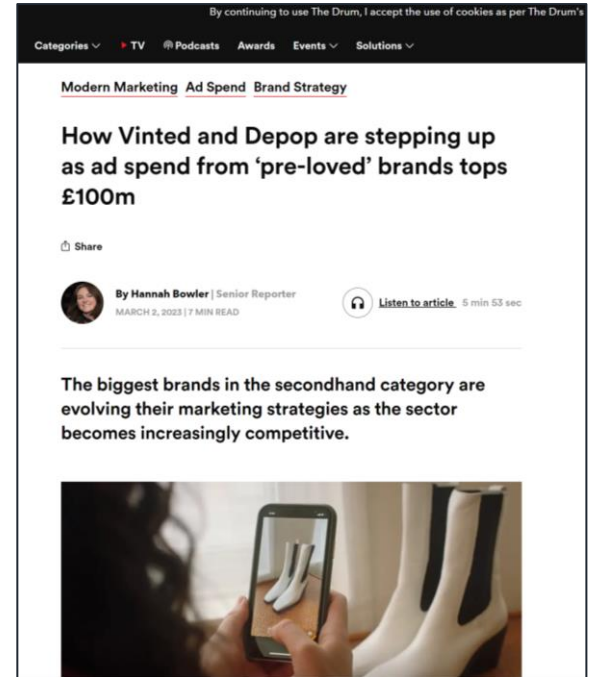 By continuing to use The Drum, I accept the use of cookies as per The Drum's
Categories TV Podcasts Awards Events Solutions
Modern Marketing Ad Spend Brand Strategy
How Vinted and Depop are stepping up
as ad spend from ‘pre-loved’ brands tops
£100m
Share
By Hannah Bowler | Senior Reporter
MARCH 2, 2023 | 7 MIN READ
Listen to article 5 min 53 sec
The biggest brands in the secondhand category are
evolving their marketing strategies as the sector
becomes increasingly competitive.